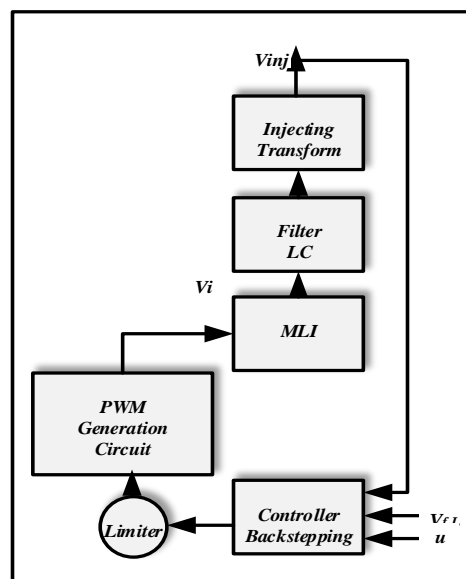 Vinj
Injecting
Transform
Filter
LC
Vi
MLI
PWM
Generation
Circuit
Limiter
Controller
Backstepping
u